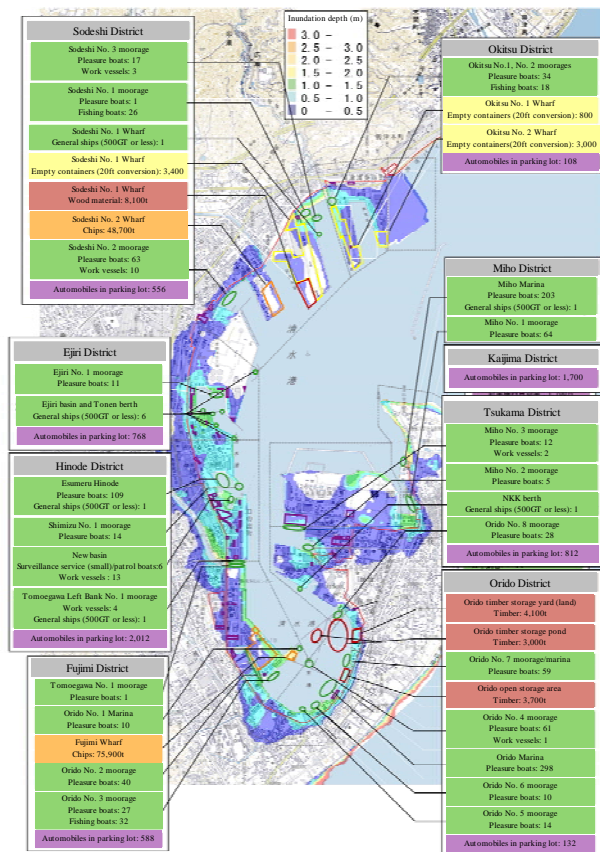 Sodeshi District
Sodeshi No. 3 moorage
Pleasure boats: 17
Work vessels: 3
Sodeshi No. 1 moorage
Pleasure boats: 1
Fishing boats: 26
Sodeshi No. 1 Wharf
General ships (500GT or less): 1
Sodeshi No. 1 Wharf
Empty containers (20ft conversion): 3,400
Sodeshi No. 1 Wharf
Wood material: 8,100t
Sodeshi No. 2 Wharf
Chips: 48,700t
Sodeshi No. 2 moorage
Pleasure boats: 63
Work vessels: 10
Automobiles in parking lot: 556
Inundation depth (m)
3.0 –
2.5 – 3.0
2.0 – 2.5
1.5 – 2.0
1.0 – 1.5
0.5 – 1.0
0 – 0.5
Okitsu District
Okitsu No.1, No. 2 moorages
Pleasure boats: 34
Fishing boats: 18
Okitsu No. 1 Wharf
Empty containers (20ft conversion): 800
Okitsu No. 2 Wharf
Empty containers(20ft conversion): 3,000
Automobiles in parking lot: 108
Miho District
Miho Marina
Pleasure boats: 203
General ships (500GT or less): 1
Miho No. 1 moorage
Pleasure boats: 64
Kaijima District
Automobiles in parking lot: 1,700
Ejiri District
Ejiri No. 1 moorage
Pleasure boats: 11
Ejiri basin and Tonen berth
General ships (500GT or less): 6
Automobiles in parking lot: 768
Tsukama District
Miho No. 3 moorage
Pleasure boats: 12
Work vessels: 2
Miho No. 2 moorage
Pleasure boats: 5
NKK berth
General ships (500GT or less): 1
Orido No. 8 moorage
Pleasure boats: 28
Automobiles in parking lot: 812
Hinode District
Esumeru Hinode
Pleasure boats: 109
General ships (500GT or less): 1
Shimizu No. 1 moorage
Pleasure boats: 14
New basin
Surveillance service (small)/patrol boats:6
Work vessels : 13
Tomoegawa Left Bank No. 1 moorage
Work vessels: 4
General ships (500GT or less): 1
Automobiles in parking lot: 2,012
Orido District
Orido timber storage yard (land)
Timber: 4,100t
Orido timber storage pond
Timber: 3,000t
Orido No. 7 moorage/marina
Pleasure boats: 59
Orido open storage area
Timber: 3,700t
Orido No. 4 moorage
Pleasure boats: 61
Work vessels: 1
Orido Marina
Pleasure boats: 298
Orido No. 6 moorage
Pleasure boats: 10
Orido No. 5 moorage
Pleasure boats: 14
Automobiles in parking lot: 132
Fujimi District
Tomoegawa No. 1 moorage
Pleasure boats: 1
Orido No. 1 Marina
Pleasure boats: 10
Fujimi Wharf
Chips: 75,900t
Orido No. 2 moorage
Pleasure boats: 40
Orido No. 3 moorage
Pleasure boats: 27
Fishing boats: 32
Automobiles in parking lot: 588
清水港